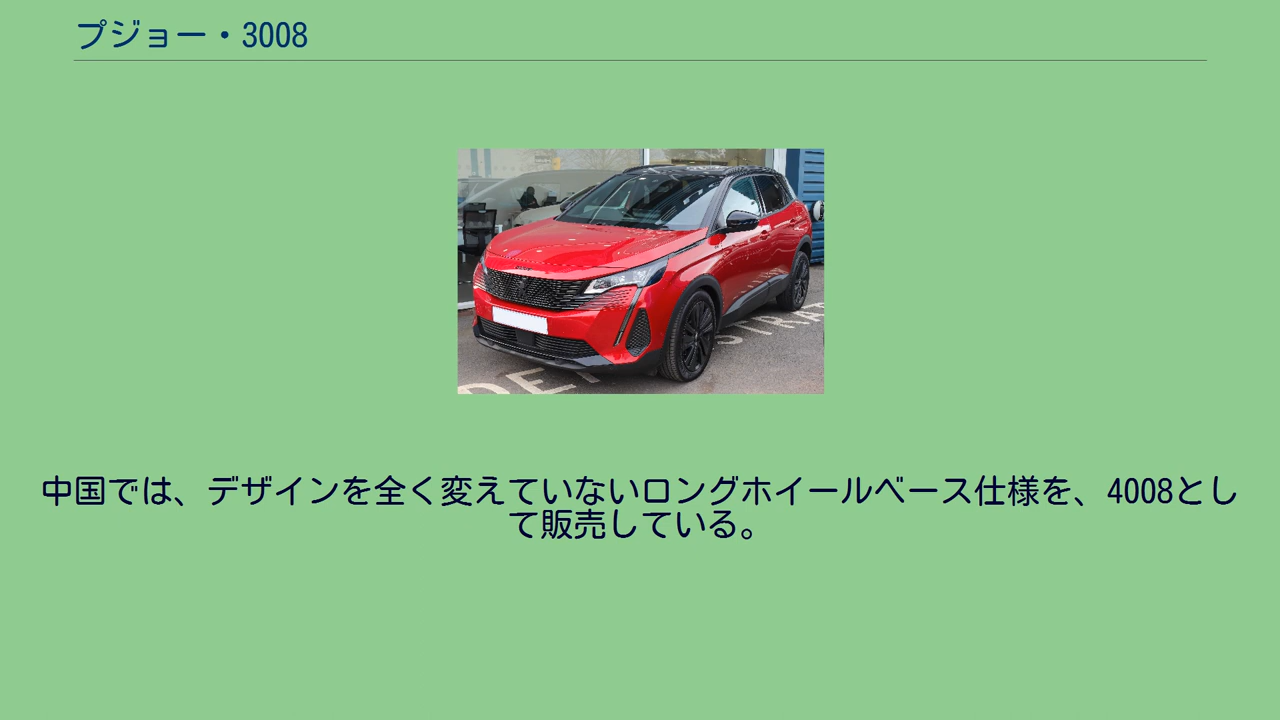 プジョー・3008
中国では、デザインを全く変えていないロングホイールベース仕様を、4008とし
て販売している。